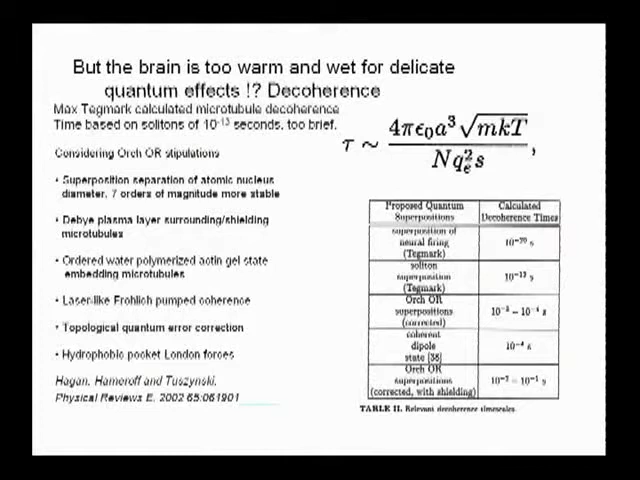 But the brain is too warm and wet for delicate
quantum effects !? Decoherence
Max Tegmark calculated microtubule decoherence
Time based on solitons of 10⁻¹³ seconds, too brief.
Considering Orch OR stipulations
• Superposition separation of atomic nucleus
diameter, 7 orders of magnitude more stable
• Debye plasma layer surrounding/shielding
microtubules
• Ordered water polymerized actin gel state
embedding microtubules
• Laser-like Frohlich pumped coherence
• Topological quantum error correction
• Hydrophobic pocket London forces
Hagan, Hameroff and Tuszynski,
Physical Reviews E, 2002 65:061901
τ ~ 4πϵ₀a³√mkT / Nqₑ²s ,
Proposed Quantum Calculated
Superpositions Decoherence Times
superposition of
neural firing 10⁻²⁰ s
(Tegmark)
soliton
superposition 10⁻¹³ s
(Tegmark)
Orch OR
superpositions
(corrected)
coherent
dipole 10⁻⁴ s
state [38]
Orch OR
superpositions
(corrected, with shielding)
TABLE II. Relevant decoherence timescales.